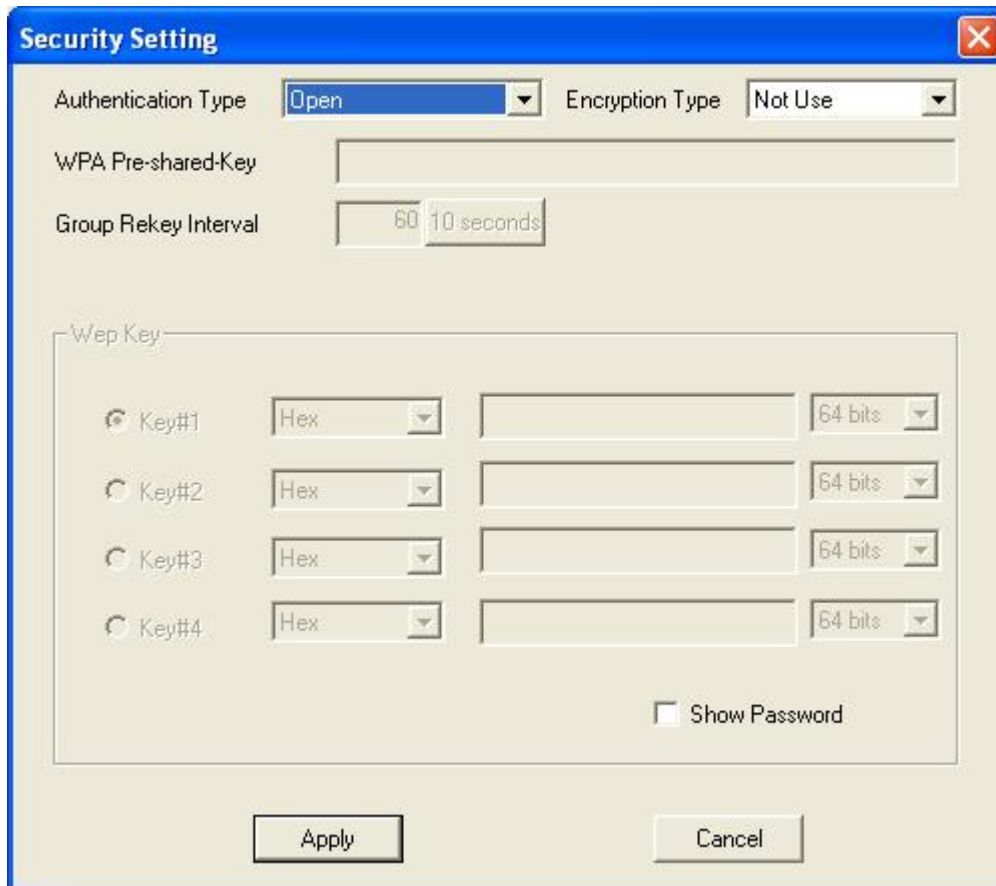 Security Setting
Authentication Type Open Encryption Type Not Use
WPA Pre-shared-Key
Group Rekey Interval 60 10 seconds
Wep Key
Key#1 Hex 64 bits
Key#2 Hex 64 bits
Key#3 Hex 64 bits
Key#4 Hex 64 bits
Show Password
Apply Cancel